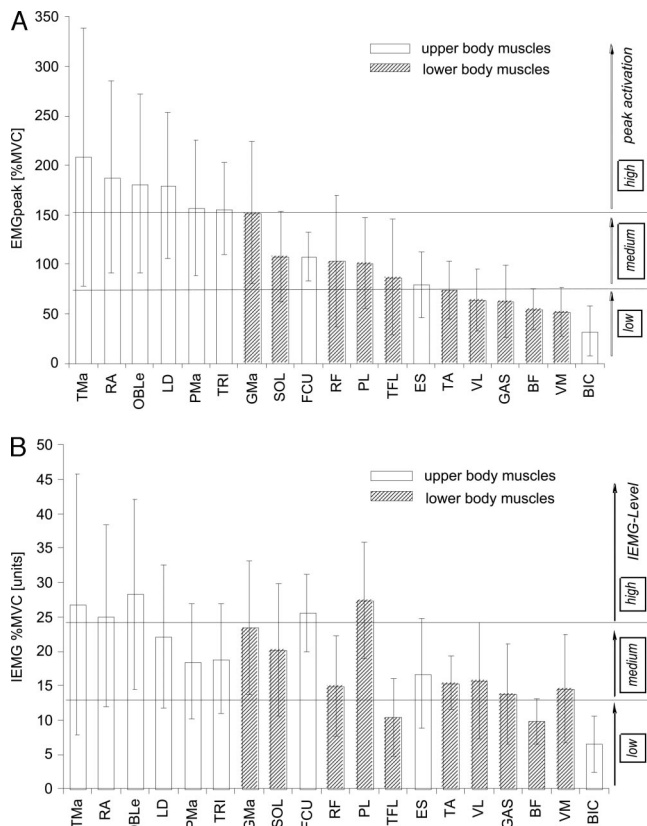 A
350
300
250
200
150
100
50
0
EMGpeak [%MVC]
upper body muscles
lower body muscles
peak activation
high
medium
low
TMa
RA
OBLe
LD
PMa
TRI
GMa
SOL
FCU
RF
PL
TFL
ES
TA
VL
GAS
BF
VM
BIC
B
50
45
40
35
30
25
20
15
10
5
0
IEMG %MVC [units]
upper body muscles
lower body muscles
IEMG-Level
high
medium
low
TMa
RA
OBLe
LD
PMa
TRI
GMa
SOL
FCU
RF
PL
TFL
ES
TA
VL
GAS
BF
VM
BIC